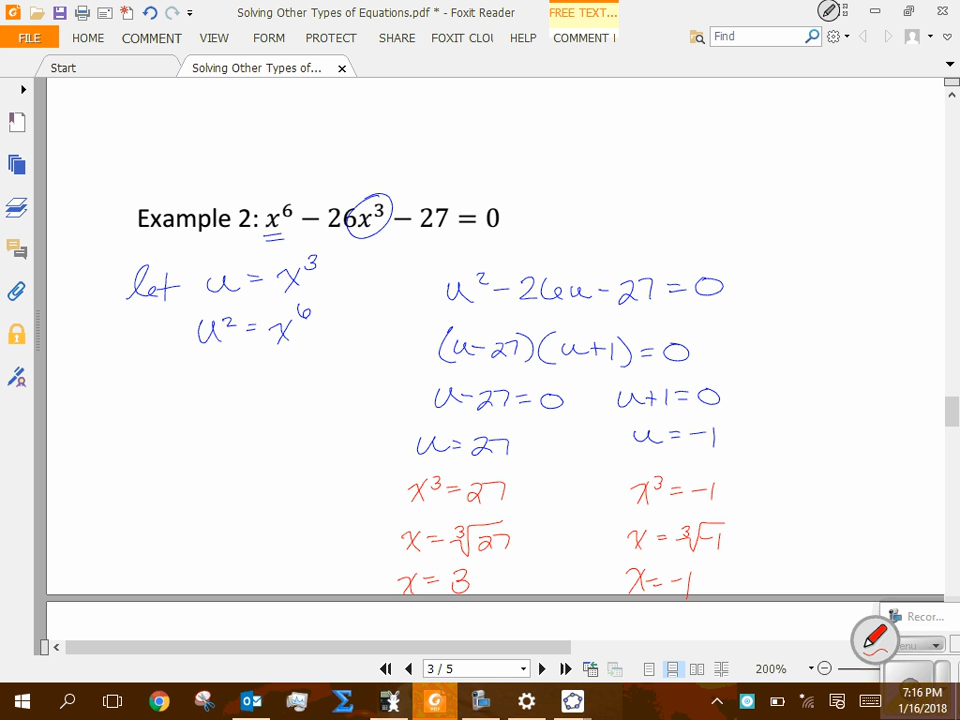 Solving Other Types of Equations.pdf * - Foxit Reader
FREE TEXT...
FILE HOME COMMENT VIEW FORM PROTECT SHARE FOXIT CLOU HELP COMMENT I
Find
Start
Solving Other Types of... x
Example 2: x⁶ − 26x³ − 27 = 0
let u = x³
u² = x⁶
u² − 26u − 27 = 0
(u−27)(u+1) = 0
u−27 = 0 u+1 = 0
u = 27 u = −1
x³ = 27 x³ = −1
x = ∛27 x = ∛−1
x = 3 x = −1
Recor...
enu
3 / 5
200%
7:16 PM
1/16/2018